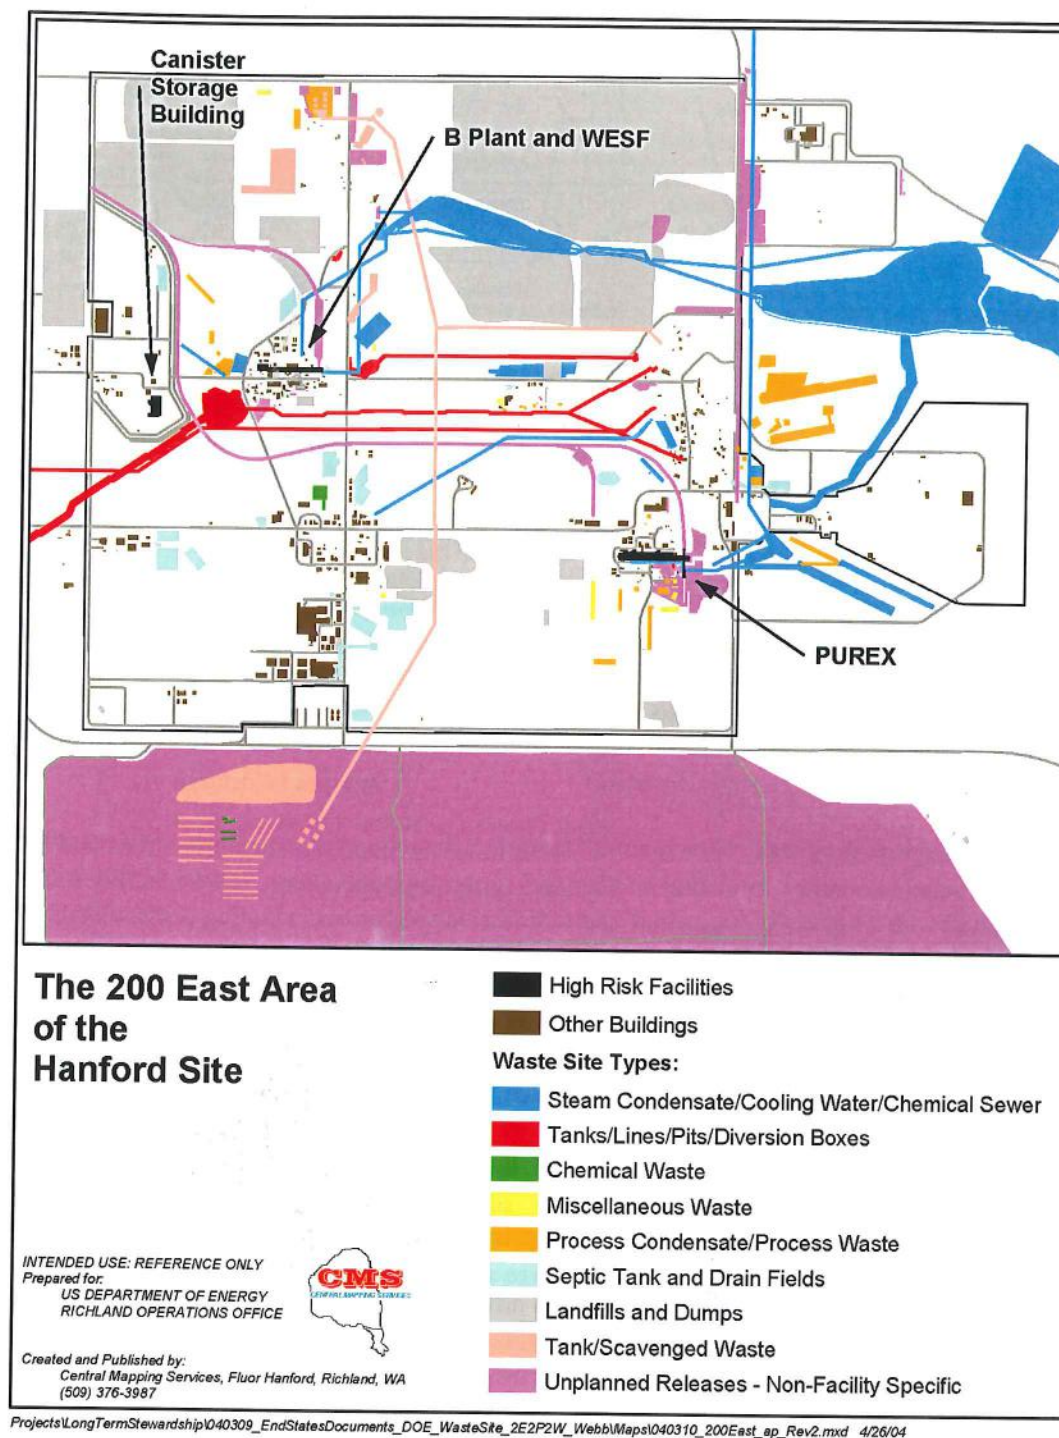 Canister
Storage
Building
B Plant and WESF
PUREX
The 200 East Area
of the
Hanford Site
High Risk Facilities
Other Buildings
Waste Site Types:
Steam Condensate/Cooling Water/Chemical Sewer
Tanks/Lines/Pits/Diversion Boxes
Chemical Waste
Miscellaneous Waste
Process Condensate/Process Waste
Septic Tank and Drain Fields
Landfills and Dumps
Tank/Scavenged Waste
Unplanned Releases - Non-Facility Specific
INTENDED USE: REFERENCE ONLY
Prepared for:
US DEPARTMENT OF ENERGY
RICHLAND OPERATIONS OFFICE
CMS
CENTRAL MAPPING SERVICES
Created and Published by:
Central Mapping Services, Fluor Hanford, Richland, WA
(509) 376-3987
Projects\LongTermStewardship\040309_EndStatesDocuments_DOE_WasteSite_2E2P2W_Webb\Maps\040310_200East_ap_Rev2.mxd 4/26/04